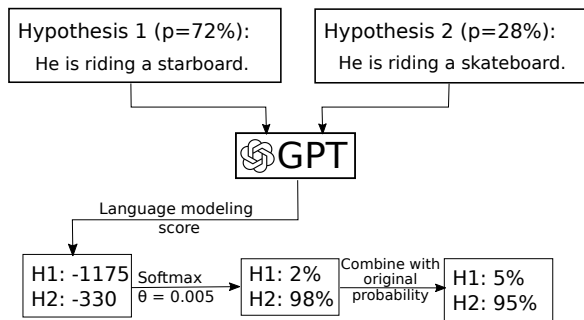 Hypothesis 1 (p=72%):
He is riding a starboard.
Hypothesis 2 (p=28%):
He is riding a skateboard.
GPT
Language modeling
score
H1: -1175
H2: -330
Softmax
θ = 0.005
H1: 2%
H2: 98%
Combine with
original
probability
H1: 5%
H2: 95%